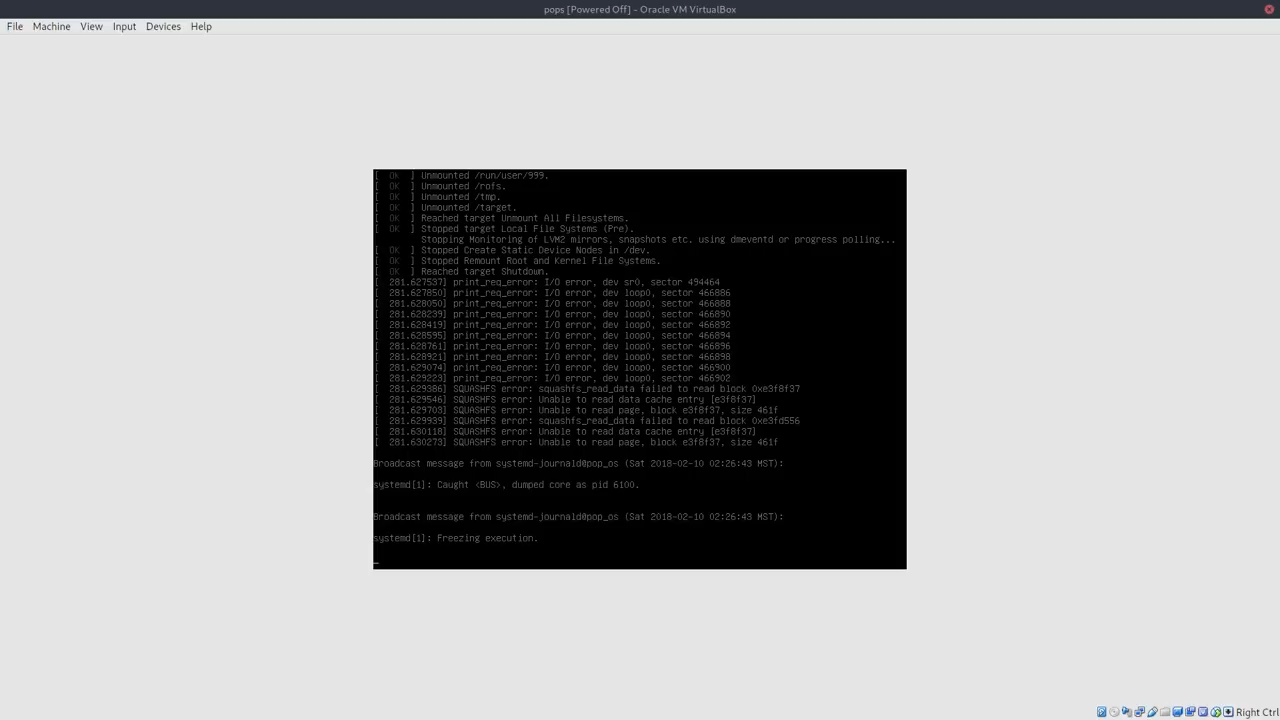 pops [Powered Off] - Oracle VM VirtualBox
File Machine View Input Devices Help
[ OK ] Unmounted /run/user/999.
[ OK ] Unmounted /rofs.
[ OK ] Unmounted /tmp.
[ OK ] Unmounted /target.
[ OK ] Reached target Unmount All Filesystems.
[ OK ] Stopped target Local File Systems (Pre).
Stopping Monitoring of LVM2 mirrors, snapshots etc. using dmeventd or progress polling...
[ OK ] Stopped Create Static Device Nodes in /dev.
[ OK ] Stopped Remount Root and Kernel File Systems.
[ OK ] Reached target Shutdown.
[ 281.627537] print_req_error: I/O error, dev sr0, sector 494464
[ 281.627850] print_req_error: I/O error, dev loop0, sector 466886
[ 281.628050] print_req_error: I/O error, dev loop0, sector 466888
[ 281.628239] print_req_error: I/O error, dev loop0, sector 466890
[ 281.628419] print_req_error: I/O error, dev loop0, sector 466892
[ 281.628595] print_req_error: I/O error, dev loop0, sector 466894
[ 281.628761] print_req_error: I/O error, dev loop0, sector 466896
[ 281.628921] print_req_error: I/O error, dev loop0, sector 466898
[ 281.629074] print_req_error: I/O error, dev loop0, sector 466900
[ 281.629223] print_req_error: I/O error, dev loop0, sector 466902
[ 281.629386] SQUASHFS error: squashfs_read_data failed to read block 0xe3f8f37
[ 281.629546] SQUASHFS error: Unable to read data cache entry [e3f8f37]
[ 281.629703] SQUASHFS error: Unable to read page, block e3f8f37, size 461f
[ 281.629939] SQUASHFS error: squashfs_read_data failed to read block 0xe3fd556
[ 281.630118] SQUASHFS error: Unable to read data cache entry [e3f8f37]
[ 281.630273] SQUASHFS error: Unable to read page, block e3f8f37, size 461f
Broadcast message from systemd-journald@pop_os (Sat 2018-02-10 02:26:43 MST):
systemd[1]: Caught <BUS>, dumped core as pid 6100.
Broadcast message from systemd-journald@pop_os (Sat 2018-02-10 02:26:43 MST):
systemd[1]: Freezing execution.
Right Ctrl